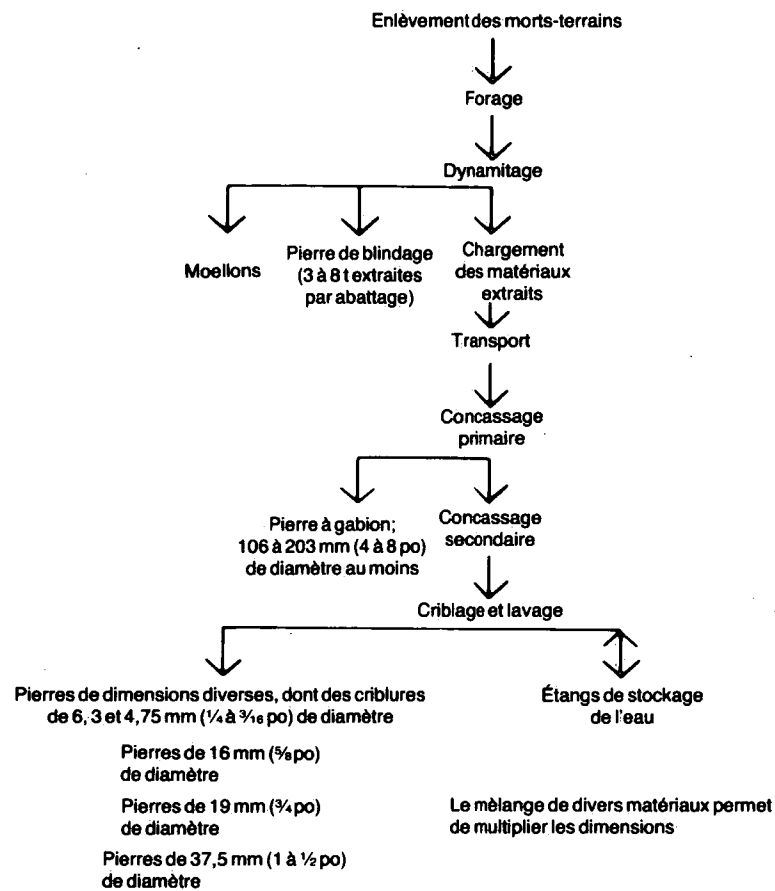 Enlèvement des morts-terrains
Forage
Dynamitage
Moellons
Pierre de blindage
(3 à 8 t extraites
par abattage)
Chargement
des matériaux
extraits
Transport
Concassage
primaire
Pierre à gabion;
106 à 203 mm (4 à 8 po)
de diamètre au moins
Concassage
secondaire
Criblage et lavage
Pierres de dimensions diverses, dont des criblures
de 6,3 et 4,75 mm (¼ à 3/16 po) de diamètre
Étangs de stockage
de l'eau
Pierres de 16 mm (⅝ po)
de diamètre
Pierres de 19 mm (¾ po)
de diamètre
Pierres de 37,5 mm (1 à ½ po)
de diamètre
Le mèlange de divers matériaux permet
de multiplier les dimensions